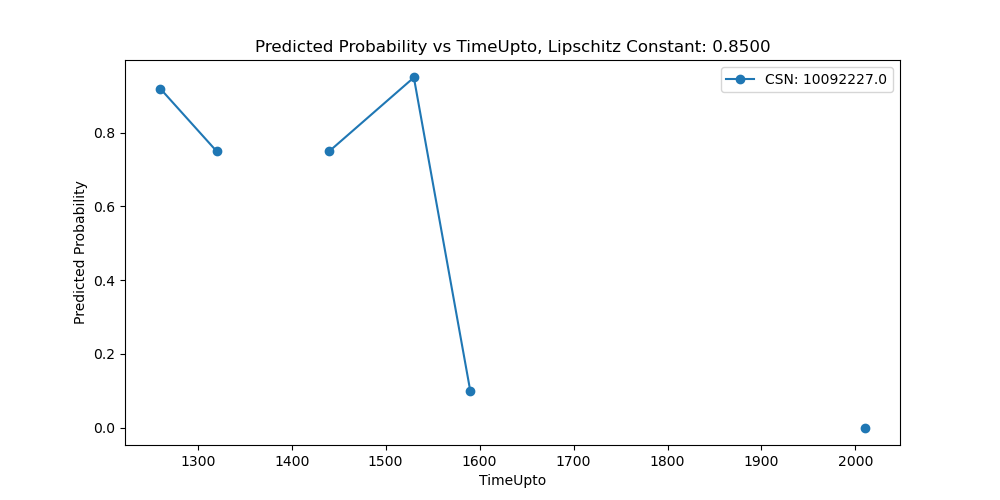 Predicted Probability vs TimeUpto, Lipschitz Constant: 0.8500
CSN: 10092227.0
Predicted Probability
0.8
0.6
0.4
0.2
0.0
1300 1400 1500 1600 1700 1800 1900 2000
TimeUpto